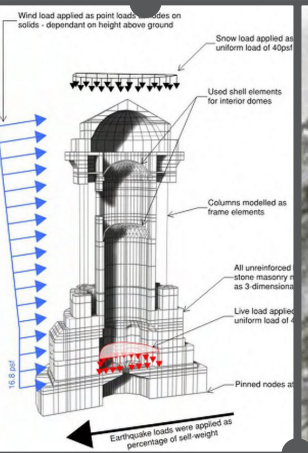 Wind load applied as point loads nodes on
solids - dependant on height above ground
Snow load applied as
uniform load of 40psf
Used shell elements
for interior domes
Columns modelled as
frame elements
All unreinforced
stone masonry
as 3-dimensiona
Live load applied
uniform load of 4
16.8 psf
Pinned nodes at
Earthquake loads were applied as
percentage of self-weight